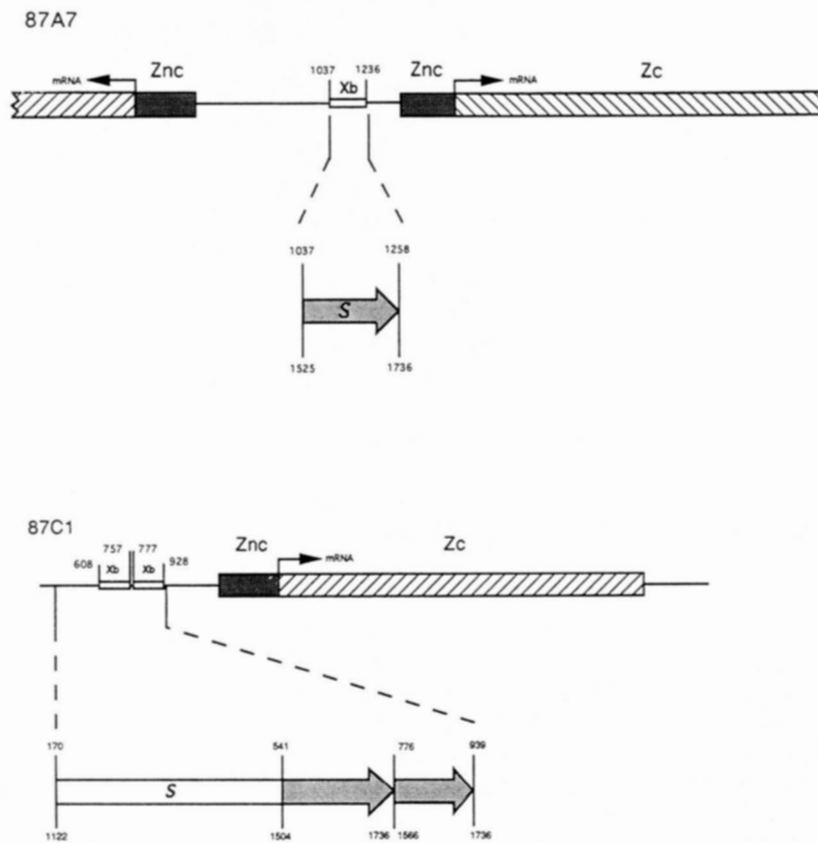 87A7
mRNA Znc 1037 1236 Znc mRNA Zc
Xb
1037 1258
S
1525 1736
87C1
608 757 777 928 Znc mRNA Zc
Xb Xb
170 541 776 939
S
1122 1504 1736 1566 1736